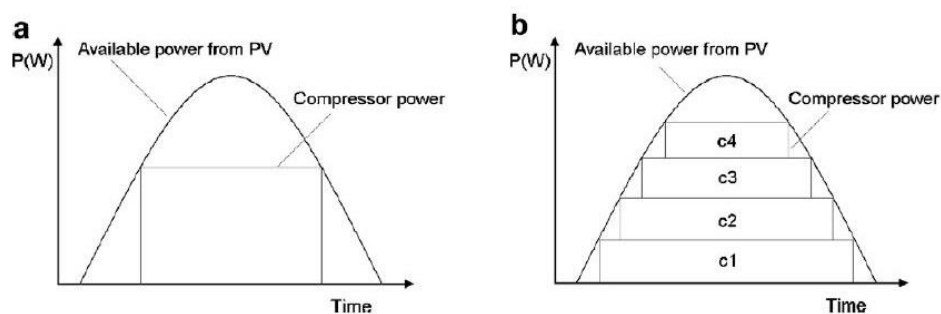 a
Available power from PV
P(W)
Compressor power
Time
b
Available power from PV
P(W)
Compressor power
c4
c3
c2
c1
Time